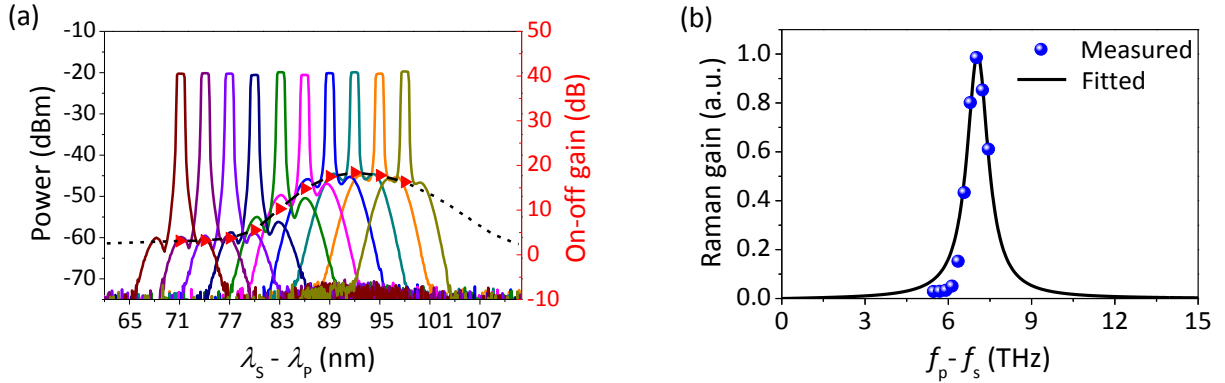 (a)
-10
-20
-30
-40
-50
-60
-70
Power (dBm)
50
40
30
20
10
0
-10
On-off gain (dB)
65 71 77 83 89 95 101 107
λS - λP (nm)
(b)
Measured
Fitted
1.0
0.8
0.6
0.4
0.2
0.0
Raman gain (a.u.)
0 3 6 9 12 15
fp- fs (THz)